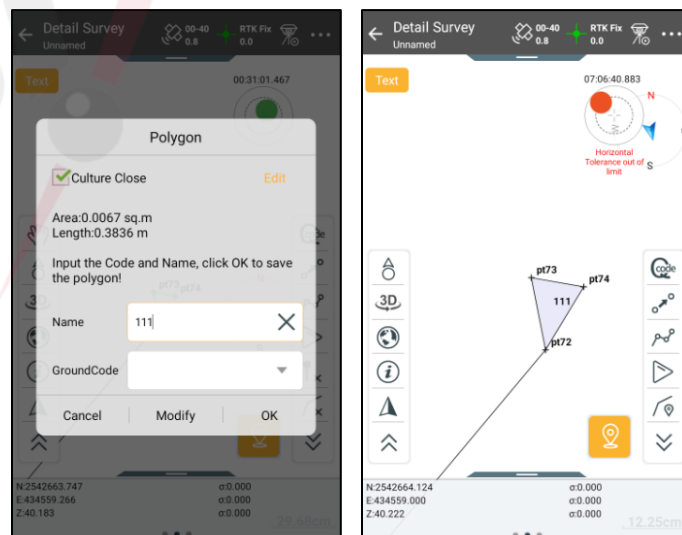 Detail Survey
Unnamed
00-40
0.8
RTK Fix
0.0
Text
00:31:01.467
Polygon
Culture Close
Edit
Area:0.0067 sq.m
Length:0.3836 m
Input the Code and Name, click OK to save
the polygon!
pt73 pt74
3D
Name
111
GroundCode
Cancel
Modify
OK
N:2542663.747
E:434559.266
Z:40.183
σ:0.000
σ:0.000
σ:0.000
29.68cm
Detail Survey
Unnamed
00-40
0.8
RTK Fix
0.0
Text
07:06:40.883
N
S
Horizontal
Tolerance out of
limit
3D
code
pt73
pt74
111
pt72
N:2542664.124
E:434559.000
Z:40.222
σ:0.000
σ:0.000
σ:0.000
12.25cm